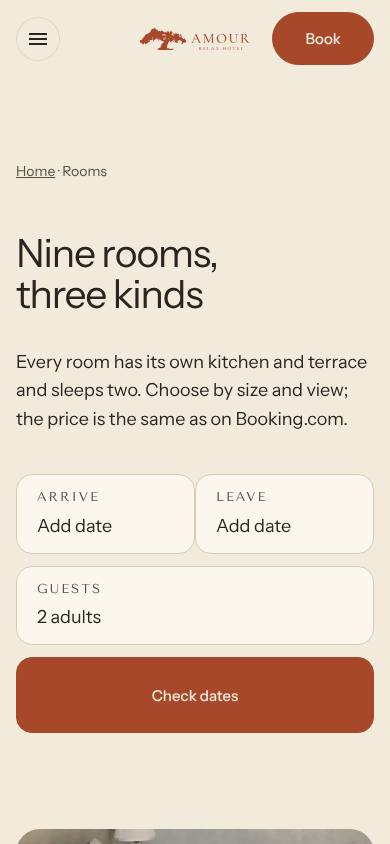 AMOUR
RELAX HOTEL
Book
Home · Rooms
Nine rooms,
three kinds
Every room has its own kitchen and terrace
and sleeps two. Choose by size and view;
the price is the same as on Booking.com.
ARRIVE
Add date
LEAVE
Add date
GUESTS
2 adults
Check dates